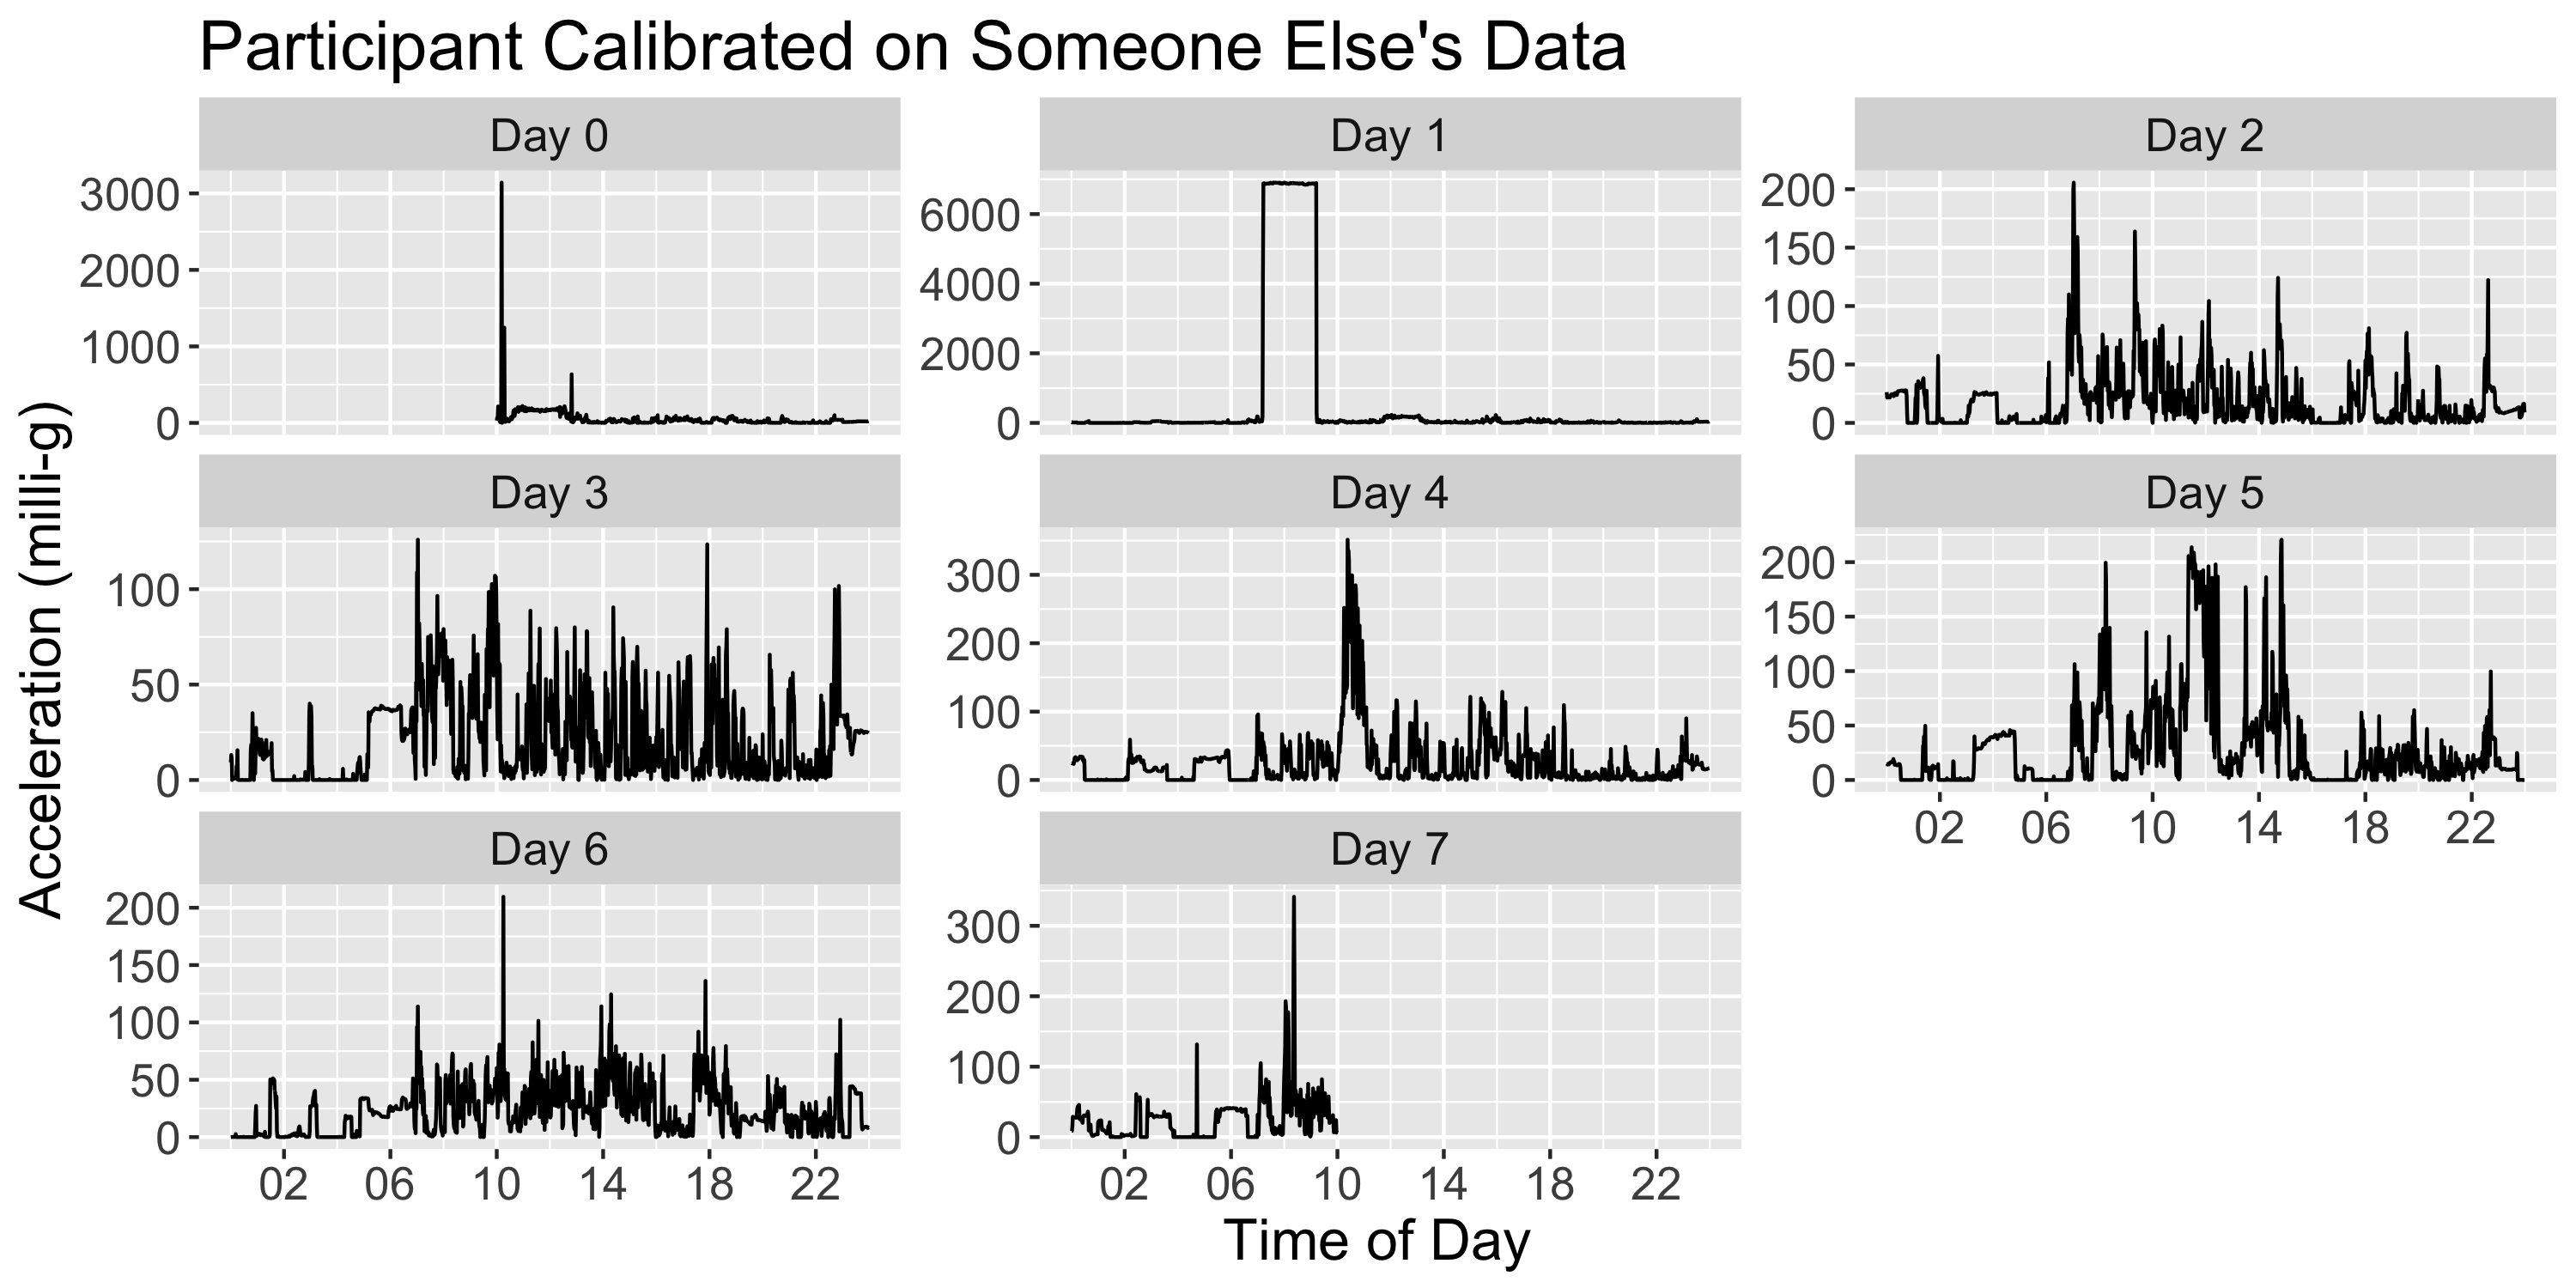 Participant Calibrated on Someone Else's Data
Day 0
Day 1
Day 2
3000
2000
1000
0
6000
4000
2000
0
200
150
100
50
0
Day 3
Day 4
Day 5
100
50
0
300
200
100
0
200
150
100
50
0
02 06 10 14 18 22
Day 6
Day 7
200
150
100
50
0
300
200
100
0
02 06 10 14 18 22
02 06 10 14 18 22
Acceleration (milli-g)
Time of Day